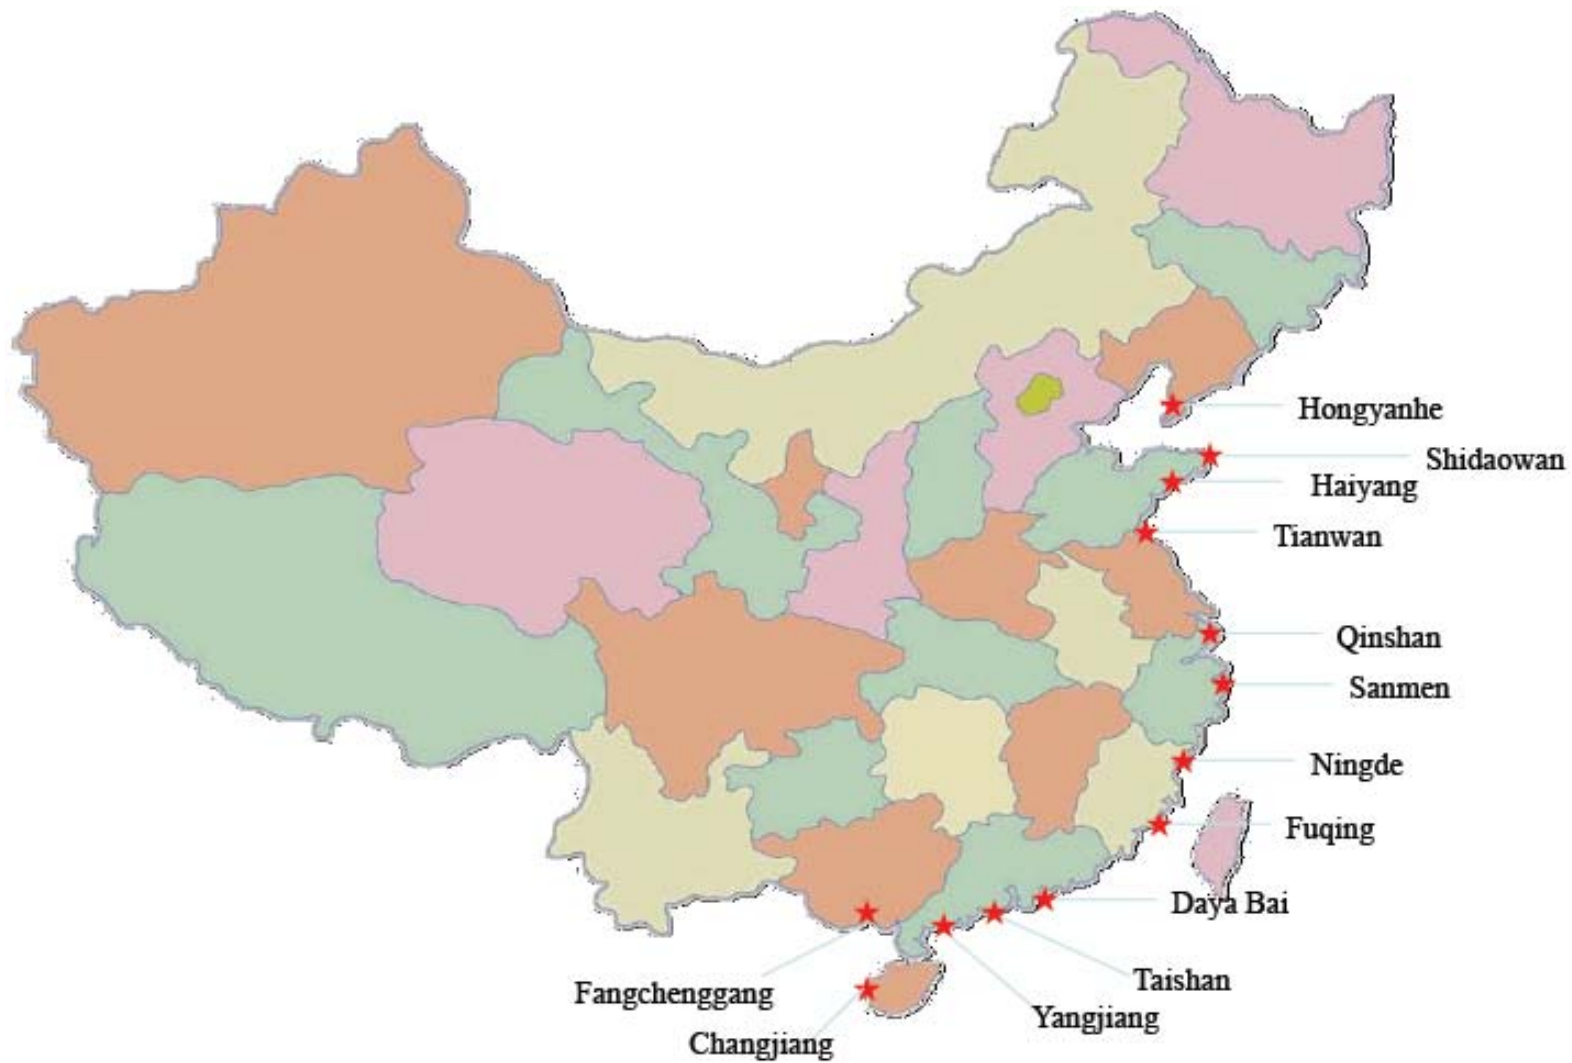 Hongyanhe
Shidaowan
Haiyang
Tianwan
Qinshan
Sanmen
Ningde
Fuqing
Daya Bai
Taishan
Fangchenggang
Yangjiang
Changjiang